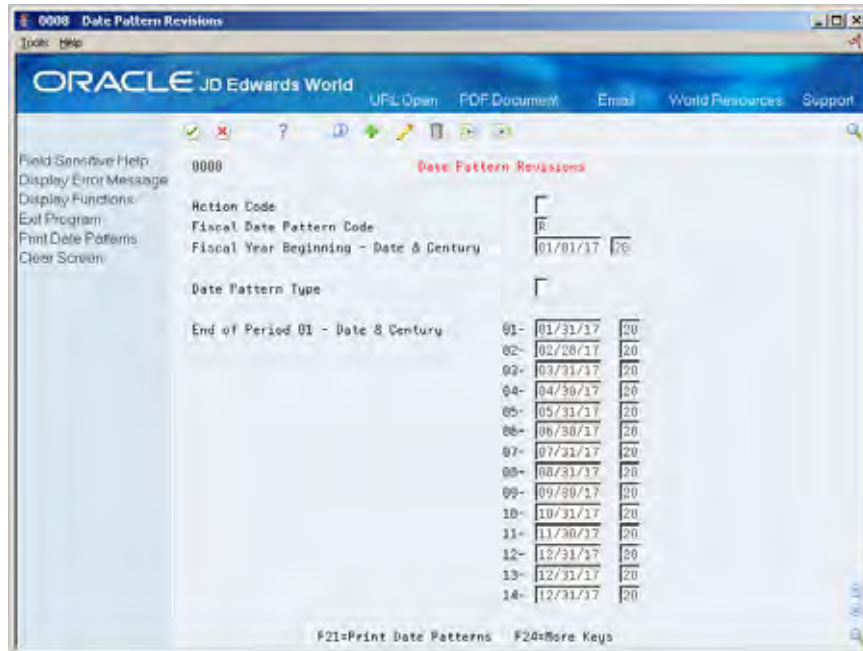 0008 Date Pattern Revisions
Tools Help
ORACLE JD Edwards World
URL Open PDF Document Email World Resources Support
Field Sensitive Help
Display Error Message
Display Functions
Exit Program
Print Date Patterns
Clear Screen
0008 Date Pattern Revisions
Action Code
Fiscal Date Pattern Code R
Fiscal Year Beginning - Date & Century 01/01/17 20
Date Pattern Type
End of Period 01 - Date & Century 01- 01/31/17 20
02- 02/28/17 20
03- 03/31/17 20
04- 04/30/17 20
05- 05/31/17 20
06- 06/30/17 20
07- 07/31/17 20
08- 08/31/17 20
09- 09/30/17 20
10- 10/31/17 20
11- 11/30/17 20
12- 12/31/17 20
13- 12/31/17 20
14- 12/31/17 20
F21=Print Date Patterns F24=More Keys